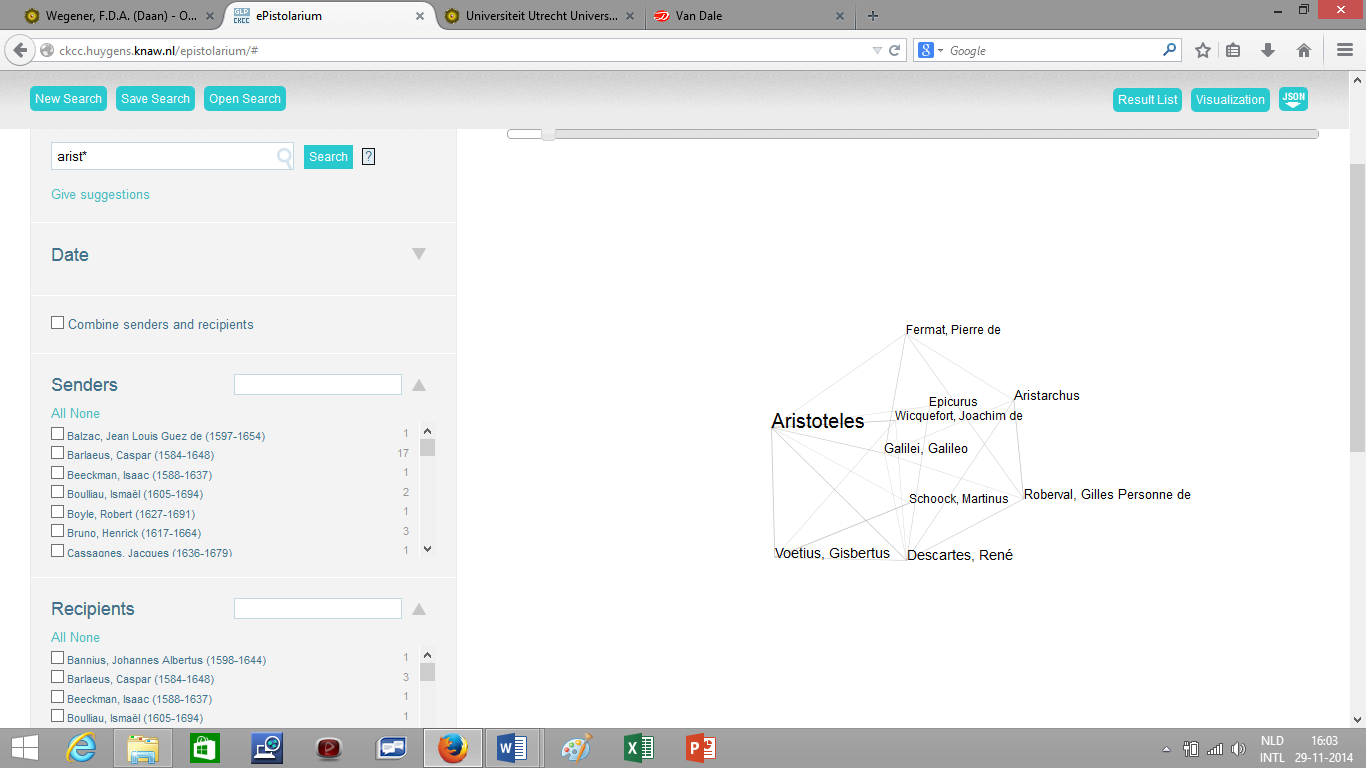 Wegener, F.D.A. (Daan) - O...
ePistolarium
Universiteit Utrecht Univers...
Van Dale
ckcc.huygens.knaw.nl/epistolarium/#
Google
New Search
Save Search
Open Search
Result List
Visualization
JSON
arist*
Search
?
Give suggestions
Date
Combine senders and recipients
Senders
All None
Balzac, Jean Louis Guez de (1597-1654) 1
Barlaeus, Caspar (1584-1648) 17
Beeckman, Isaac (1588-1637) 1
Boulliau, Ismaël (1605-1694) 2
Boyle, Robert (1627-1691) 1
Bruno, Henrick (1617-1664) 3
Cassagnes, Jacques (1636-1679) 1
Recipients
All None
Bannius, Johannes Albertus (1598-1644) 1
Barlaeus, Caspar (1584-1648) 3
Beeckman, Isaac (1588-1637) 1
Boulliau, Ismaël (1605-1694) 1
Fermat, Pierre de
Aristarchus
Epicurus
Wicquefort, Joachim de
Aristoteles
Galilei, Galileo
Roberval, Gilles Personne de
Schoock, Martinus
Voetius, Gisbertus
Descartes, René
NLD
INTL
16:03
29-11-2014